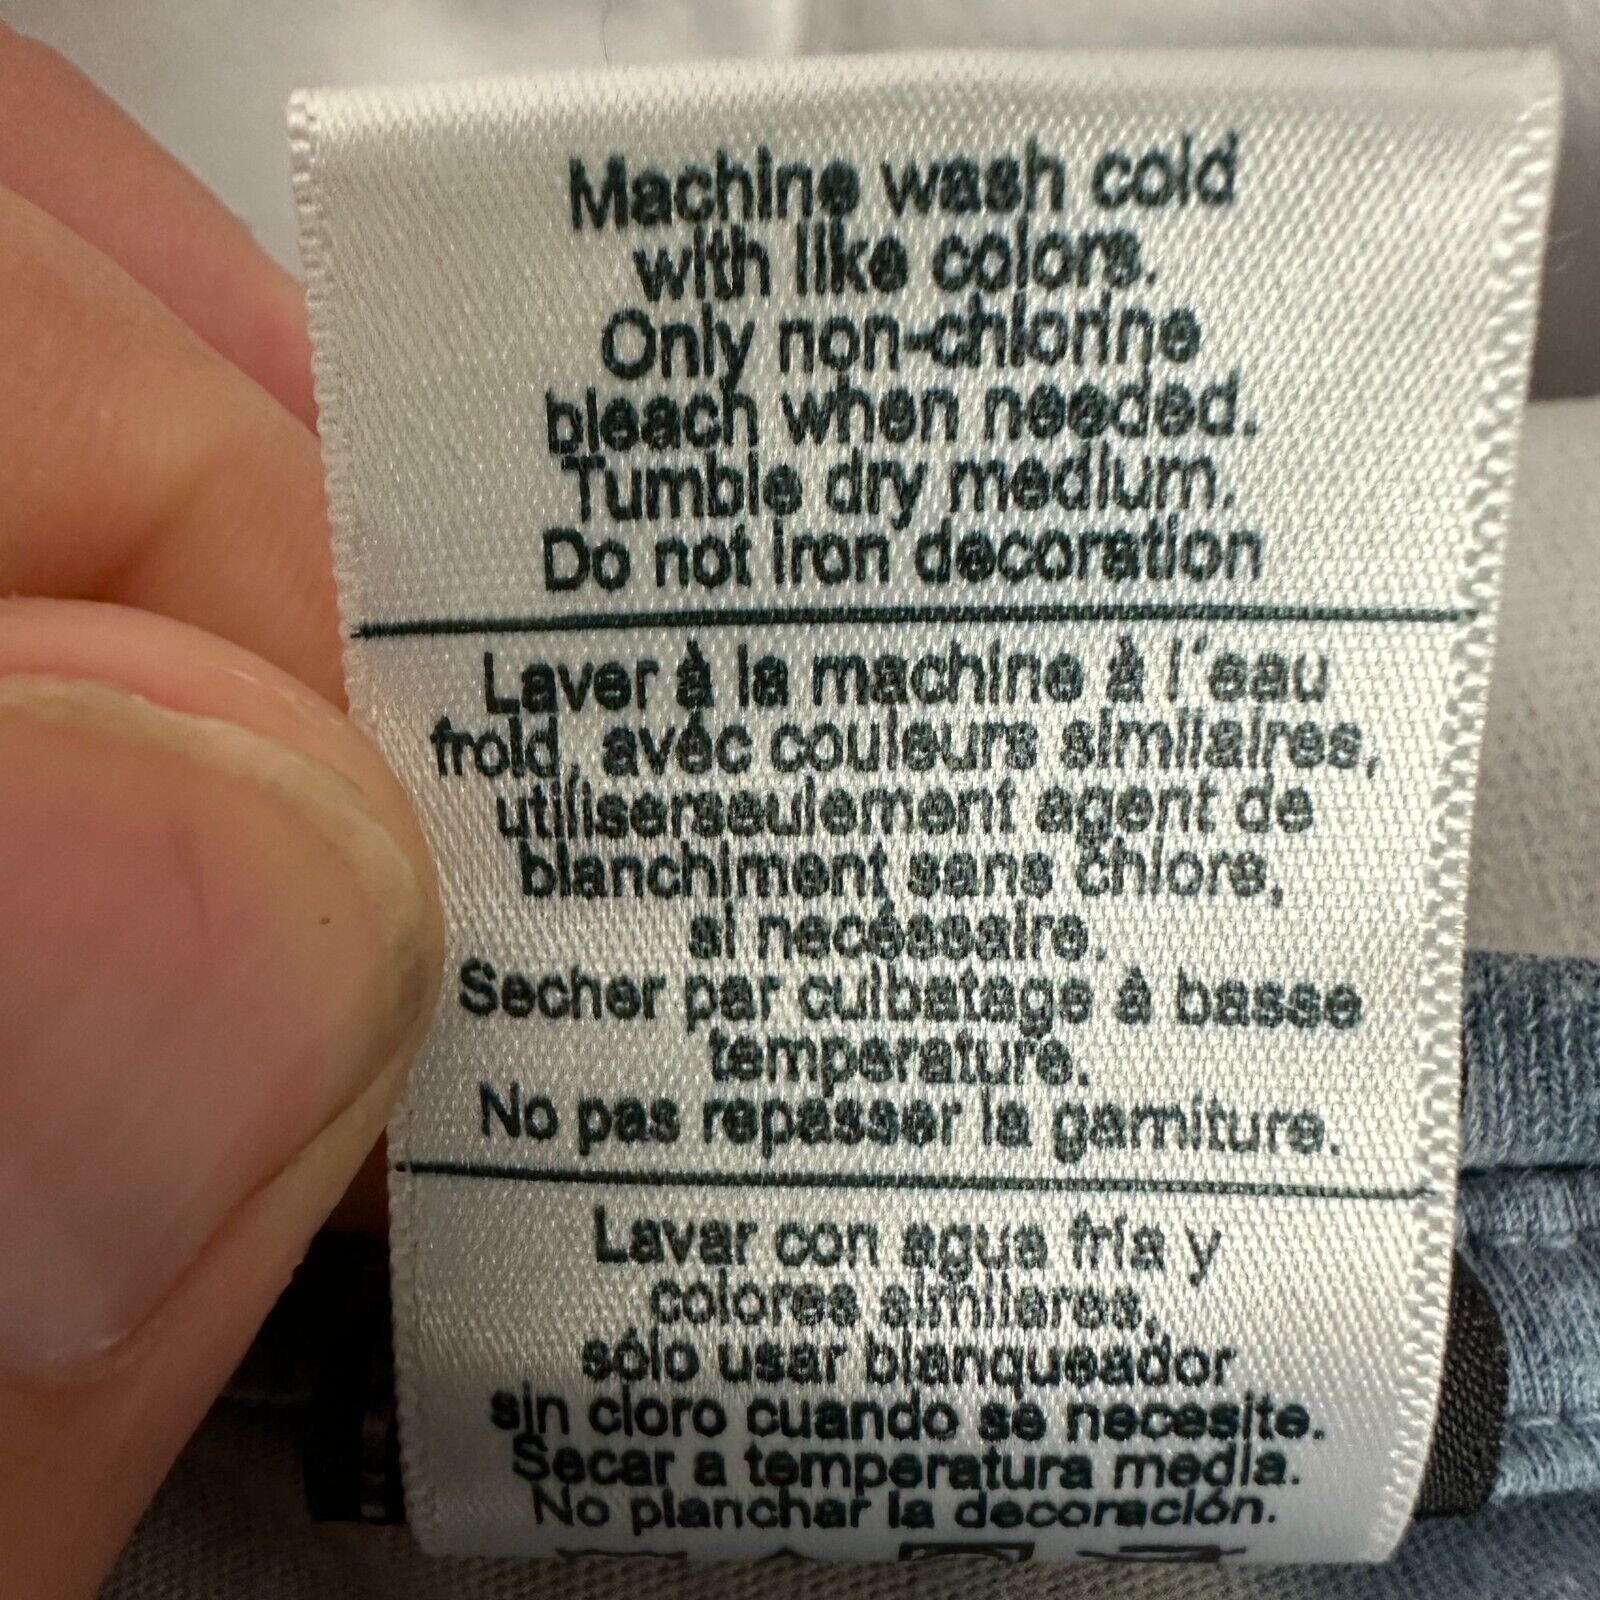 Machine wash cold
with like colors.
Only non-chlorine
bleach when needed.
Tumble dry medium.
Do not iron decoration
Laver à la machine à l'eau
froid, avéc couleurs similaires,
utiliserseulement agent de
blanchiment sans chlore,
si necéssaire.
Secher par culbatage à basse
temperature.
No pas repasser la garniture.
Lavar con agua fría y
colores similares,
sólo usar blanqueador
sin cloro cuando se necesite.
Secar a temperatura media.
No planchar la decoración.